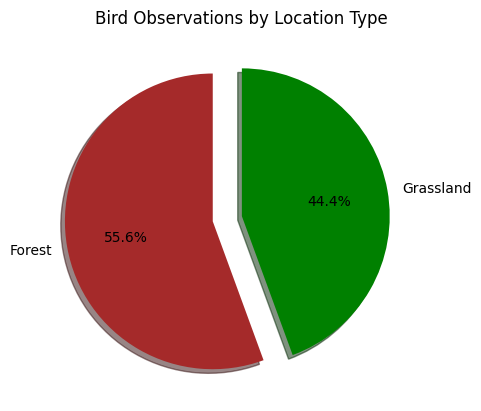 Bird Observations by Location Type
Grassland
44.4%
55.6%
Forest